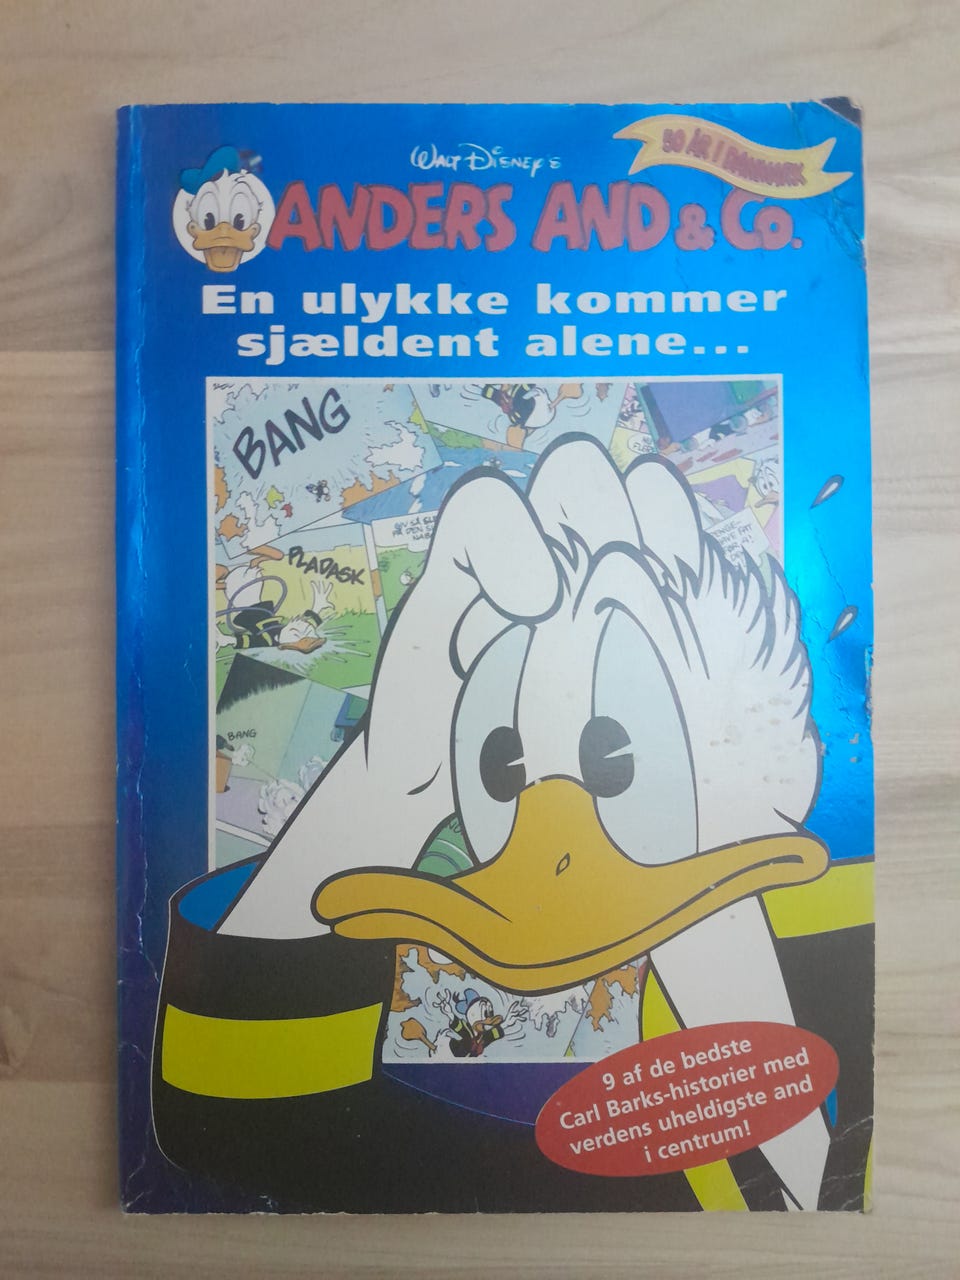 50 ÅR I DANMARK
WALT DISNEY'S
ANDERS AND & Co.
En ulykke kommer
sjældent alene...
BANG
PLADASK
BANG
9 af de bedste
Carl Barks-historier med
verdens uheldigste and
i centrum!